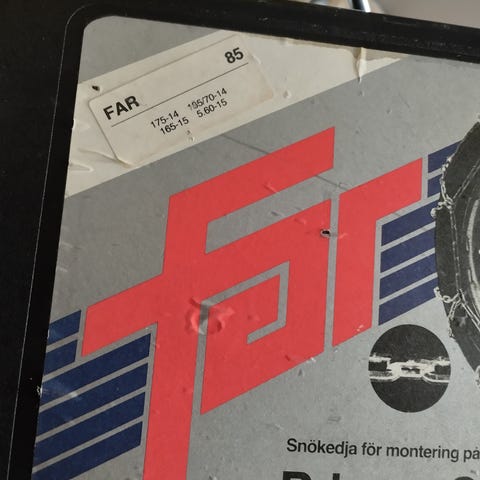 FAR 85
175-14 195/70-14
165-15 5.60-15
far
Snökedja för montering på